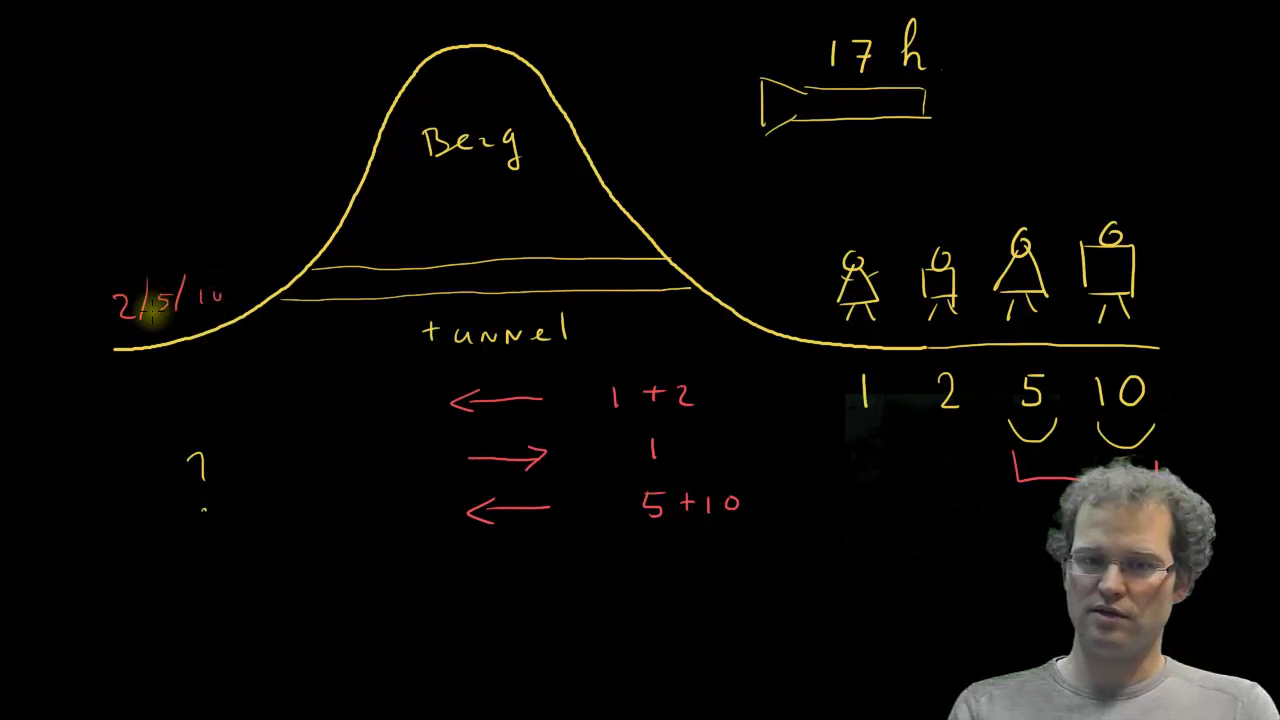 17 h
Berg
2/5/10
tunnel
1 2 5 10
← 1 + 2
→ 1
← 5 + 10
?